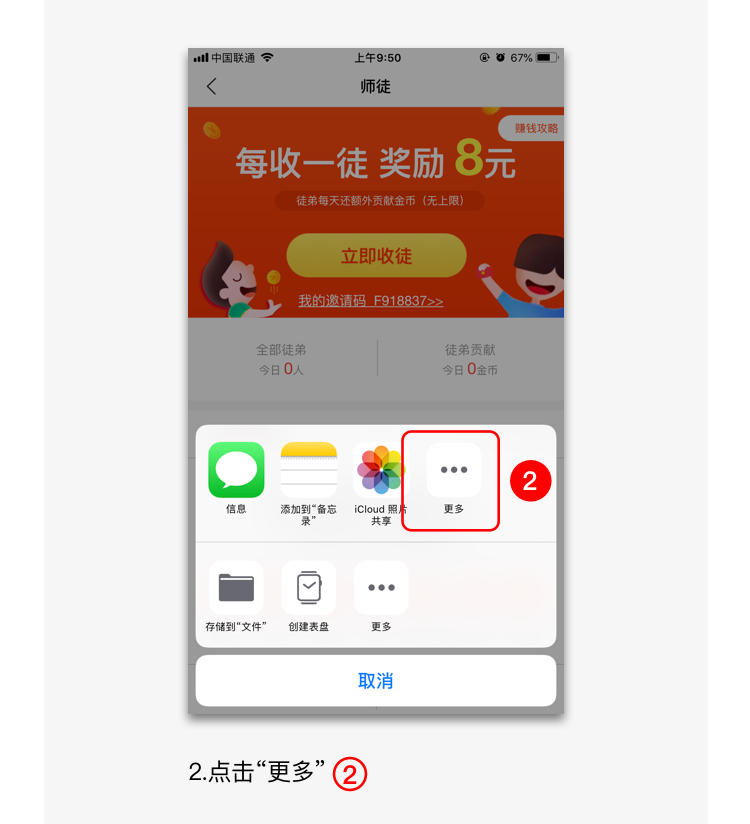 中国联通 上午9:50 67%
师徒
赚钱攻略
每收一徒 奖励 8元
徒弟每天还额外贡献金币（无上限）
立即收徒
我的邀请码 F918837>>
全部徒弟 徒弟贡献
今日 0人 今日 0金币
信息 添加到“备忘 iCloud 照片 更多
录” 共享
2
存储到“文件” 创建表盘 更多
取消
2.点击“更多” 2